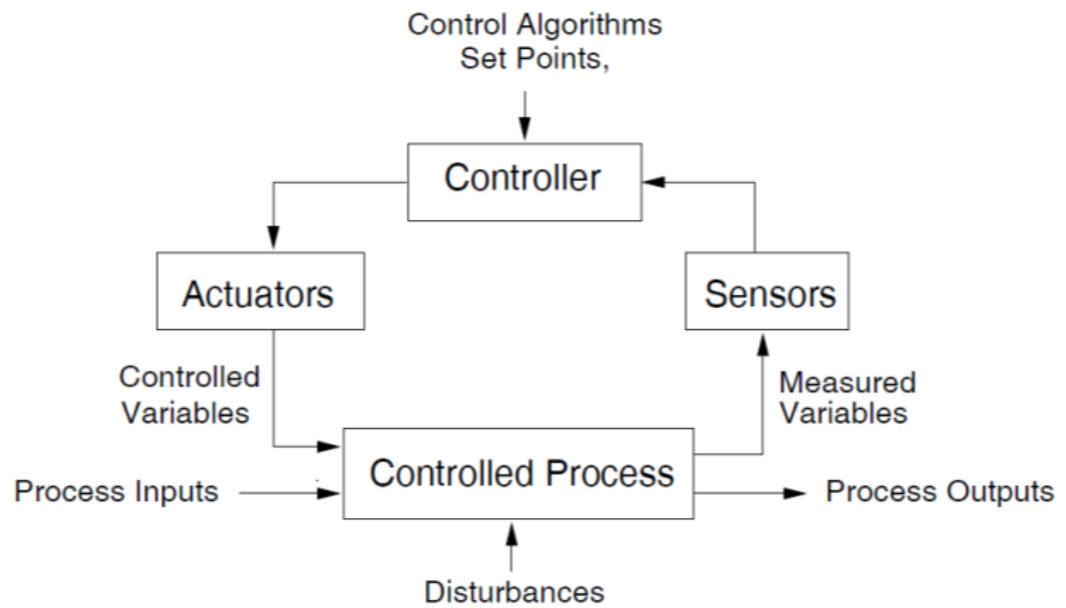 Control Algorithms
Set Points,
Controller
Actuators
Sensors
Controlled
Variables
Measured
Variables
Controlled Process
Process Inputs
Process Outputs
Disturbances